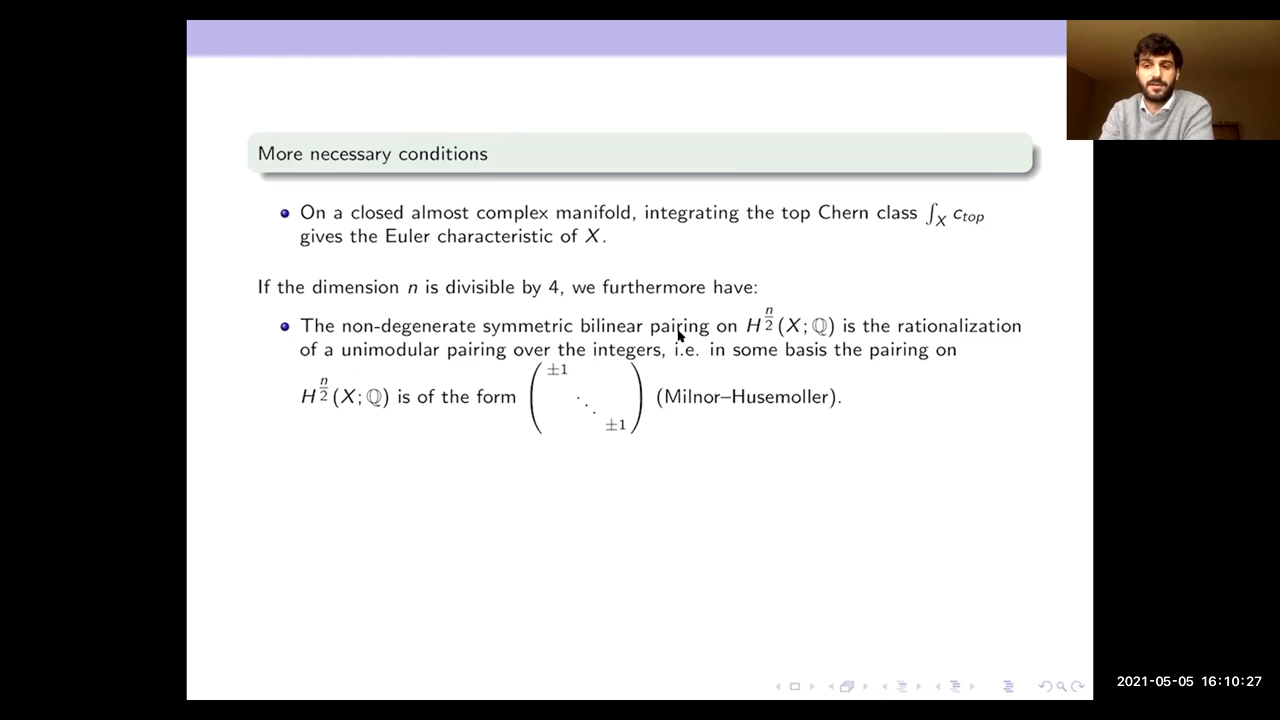 More necessary conditions
On a closed almost complex manifold, integrating the top Chern class ∫_X c_top
gives the Euler characteristic of X.
If the dimension n is divisible by 4, we furthermore have:
The non-degenerate symmetric bilinear pairing on H^{n/2}(X;ℚ) is the rationalization
of a unimodular pairing over the integers, i.e. in some basis the pairing on
H^{n/2}(X;ℚ) is of the form ( ±1 ⋱ ±1 ) (Milnor–Husemoller).
2021-05-05 16:10:27